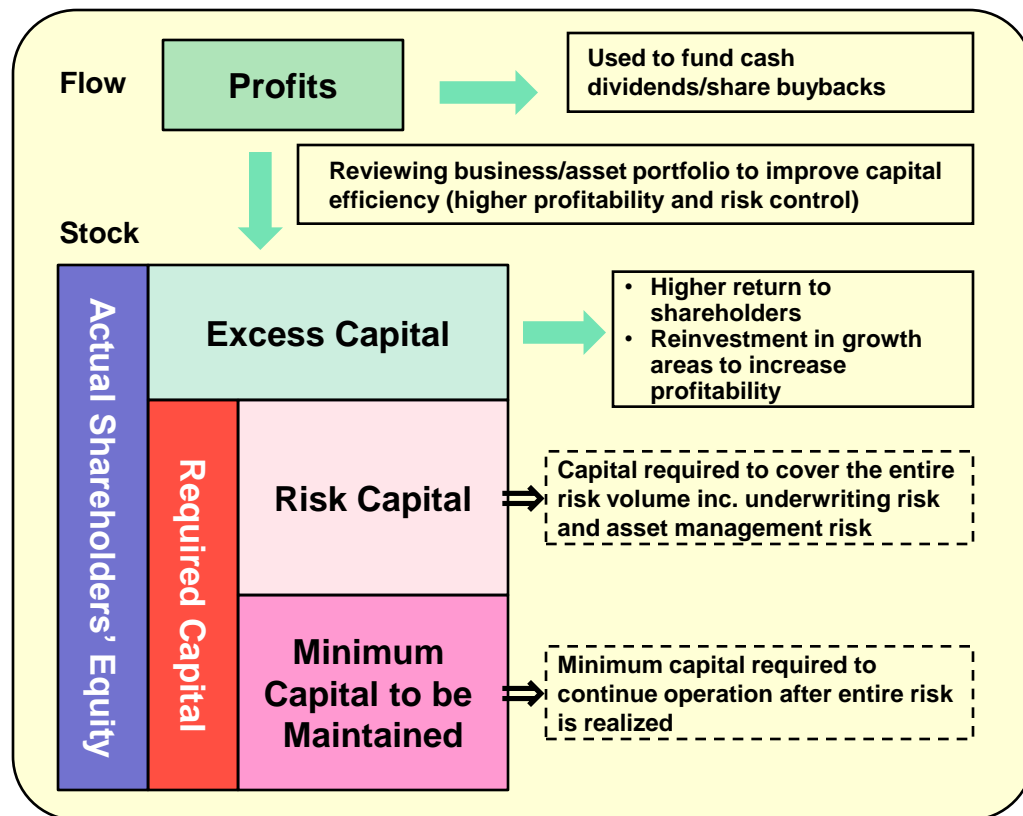 Flow
Profits
Used to fund cash
dividends/share buybacks
Reviewing business/asset portfolio to improve capital
efficiency (higher profitability and risk control)
Stock
Actual Shareholders’ Equity
Excess Capital
• Higher return to
shareholders
• Reinvestment in growth
areas to increase
profitability
Required Capital
Risk Capital
Capital required to cover the entire
risk volume inc. underwriting risk
and asset management risk
Minimum
Capital to be
Maintained
Minimum capital required to
continue operation after entire risk
is realized